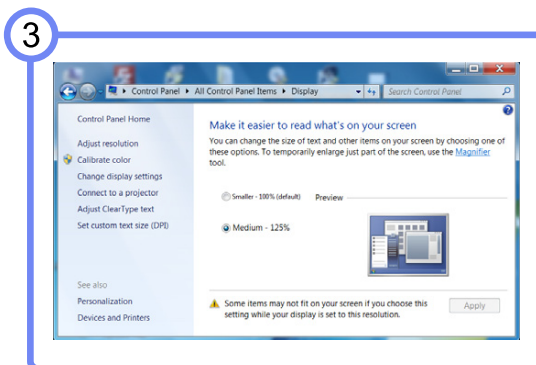 3
Control Panel ▸ All Control Panel Items ▸ Display
Search Control Panel
Control Panel Home
Adjust resolution
Calibrate color
Change display settings
Connect to a projector
Adjust ClearType text
Set custom text size (DPI)
See also
Personalization
Devices and Printers
Make it easier to read what's on your screen
You can change the size of text and other items on your screen by choosing one of
these options. To temporarily enlarge just part of the screen, use the Magnifier
tool.
Smaller - 100% (default)
Preview
Medium - 125%
Some items may not fit on your screen if you choose this
setting while your display is set to this resolution.
Apply